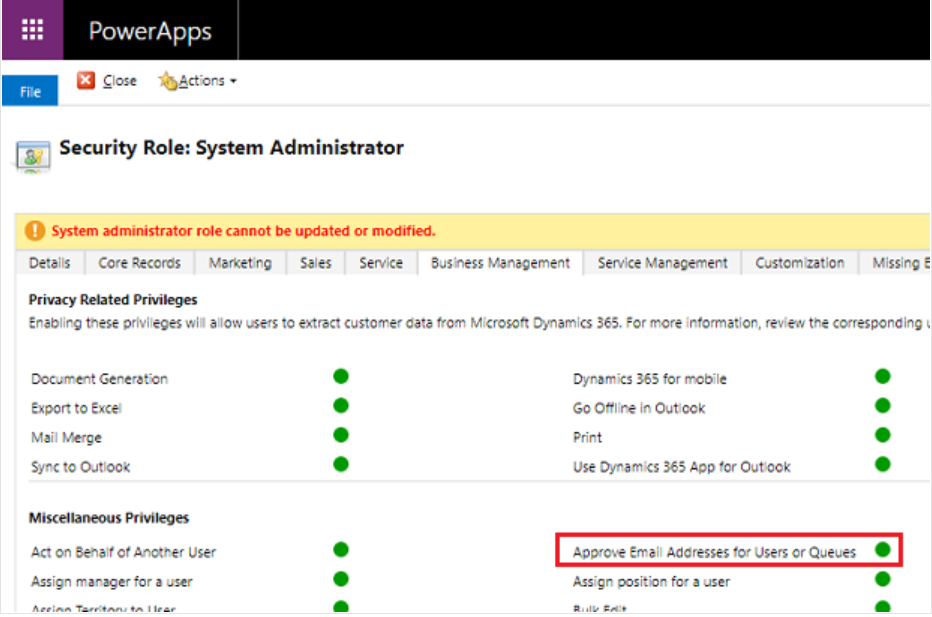 PowerApps
File
Close
Actions
Security Role: System Administrator
System administrator role cannot be updated or modified.
Details Core Records Marketing Sales Service Business Management Service Management Customization Missing E
Privacy Related Privileges
Enabling these privileges will allow users to extract customer data from Microsoft Dynamics 365. For more information, review the corresponding
Document Generation Dynamics 365 for mobile
Export to Excel Go Offline in Outlook
Mail Merge Print
Sync to Outlook Use Dynamics 365 App for Outlook
Miscellaneous Privileges
Act on Behalf of Another User Approve Email Addresses for Users or Queues
Assign manager for a user Assign position for a user
Assign Territory to User Bulk Edit